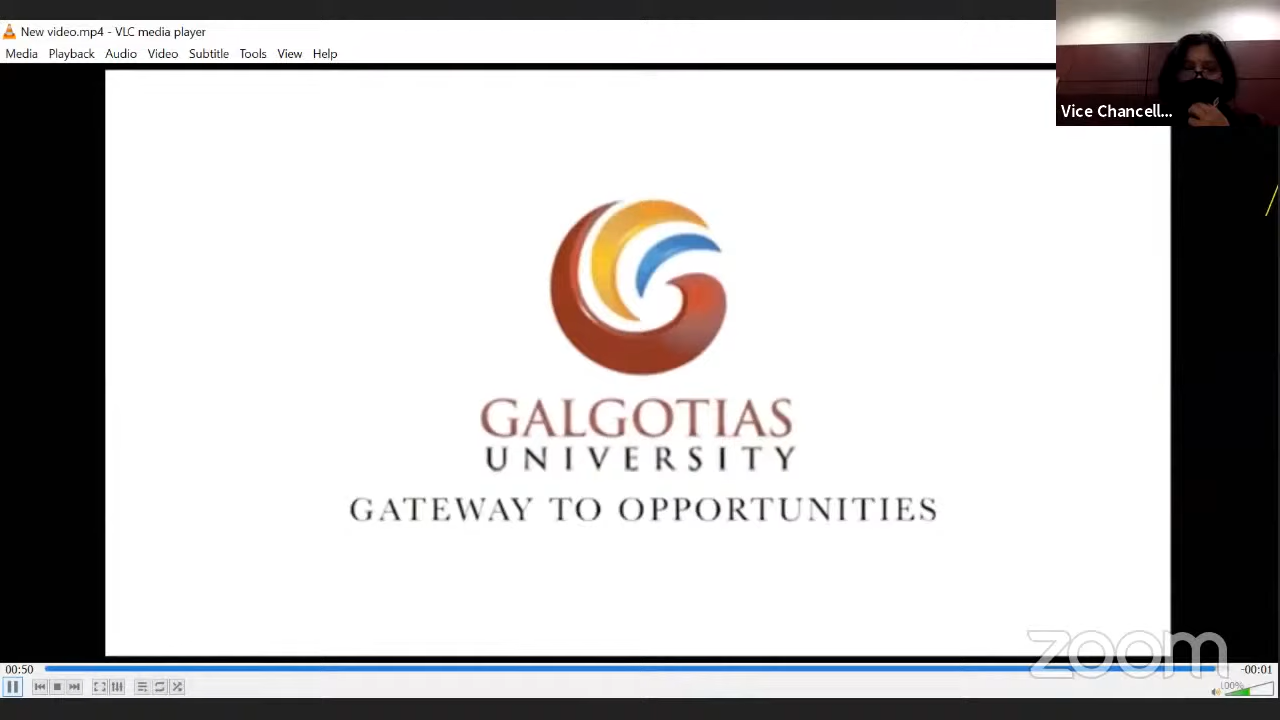 New video.mp4 - VLC media player
Media Playback Audio Video Subtitle Tools View Help
Vice Chancell...
GALGOTIAS
UNIVERSITY
GATEWAY TO OPPORTUNITIES
zoom
00:50
-00:01
100%